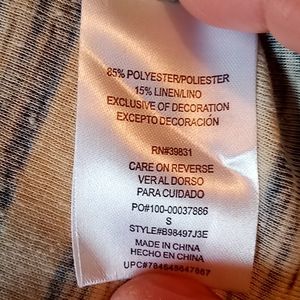 85% POLYESTER/POLIESTER
15% LINEN/LINO
EXCLUSIVE OF DECORATION
EXCEPTO DECORACIÓN
RN#39831
CARE ON REVERSE
VER AL DORSO
PARA CUIDADO
PO#100-00037886
S
STYLE#B98497J3E
MADE IN CHINA
HECHO EN CHINA